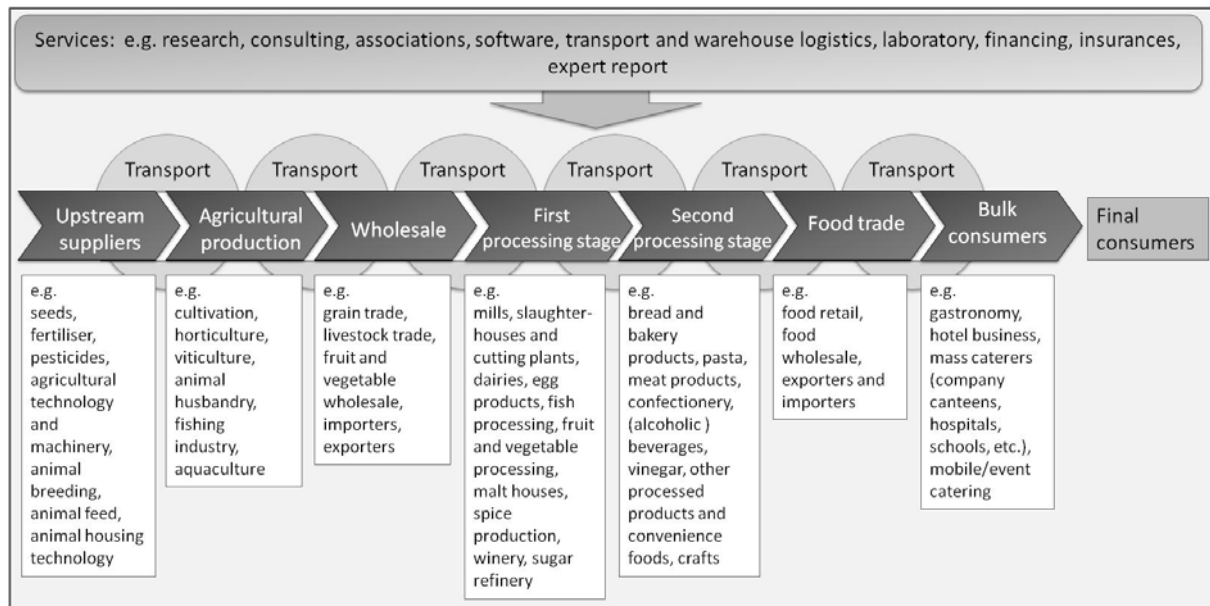 Services: e.g. research, consulting, associations, software, transport and warehouse logistics, laboratory, financing, insurances,
expert report
Transport
Transport
Transport
Transport
Transport
Transport
Upstream
suppliers
Agricultural
production
Wholesale
First
processing stage
Second
processing stage
Food trade
Bulk
consumers
Final
consumers
e.g.
seeds,
fertiliser,
pesticides,
agricultural
technology
and
machinery,
animal
breeding,
animal feed,
animal housing
technology
e.g.
cultivation,
horticulture,
viticulture,
animal
husbandry,
fishing
industry,
aquaculture
e.g.
grain trade,
livestock trade,
fruit and
vegetable
wholesale,
importers,
exporters
e.g.
mills, slaughter-
houses and
cutting plants,
dairies, egg
products, fish
processing, fruit
and vegetable
processing,
malt houses,
spice
production,
winery, sugar
refinery
e.g.
bread and
bakery
products, pasta,
meat products,
confectionery,
(alcoholic )
beverages,
vinegar, other
processed
products and
convenience
foods, crafts
e.g.
food retail,
food
wholesale,
exporters and
importers
e.g.
gastronomy,
hotel business,
mass caterers
(company
canteens,
hospitals,
schools, etc.),
mobile/event
catering